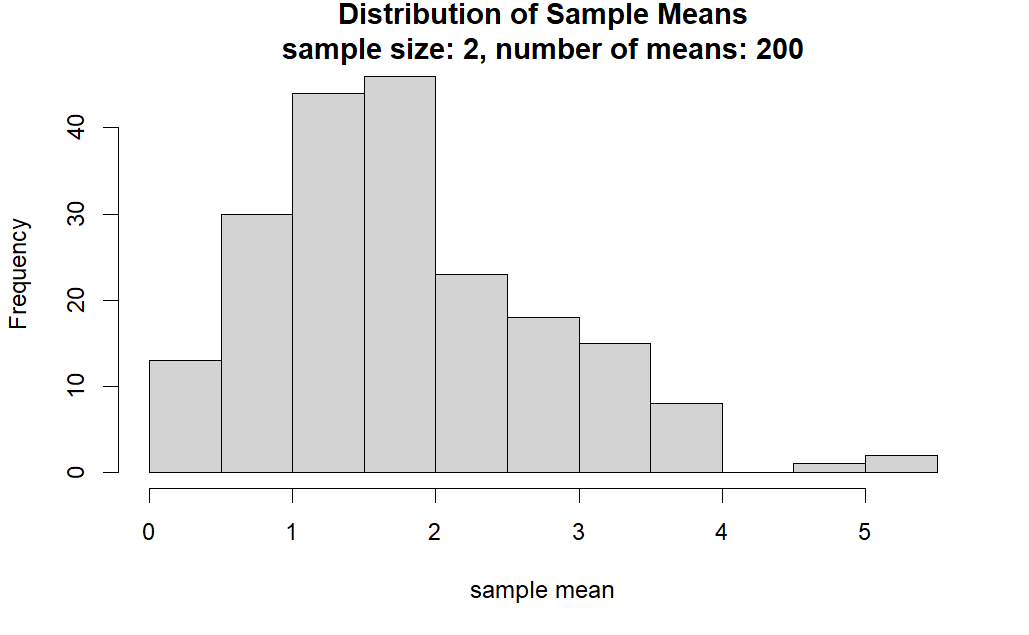 Distribution of Sample Means
sample size: 2, number of means: 200
Frequency
40
30
20
10
0
0 1 2 3 4 5
sample mean